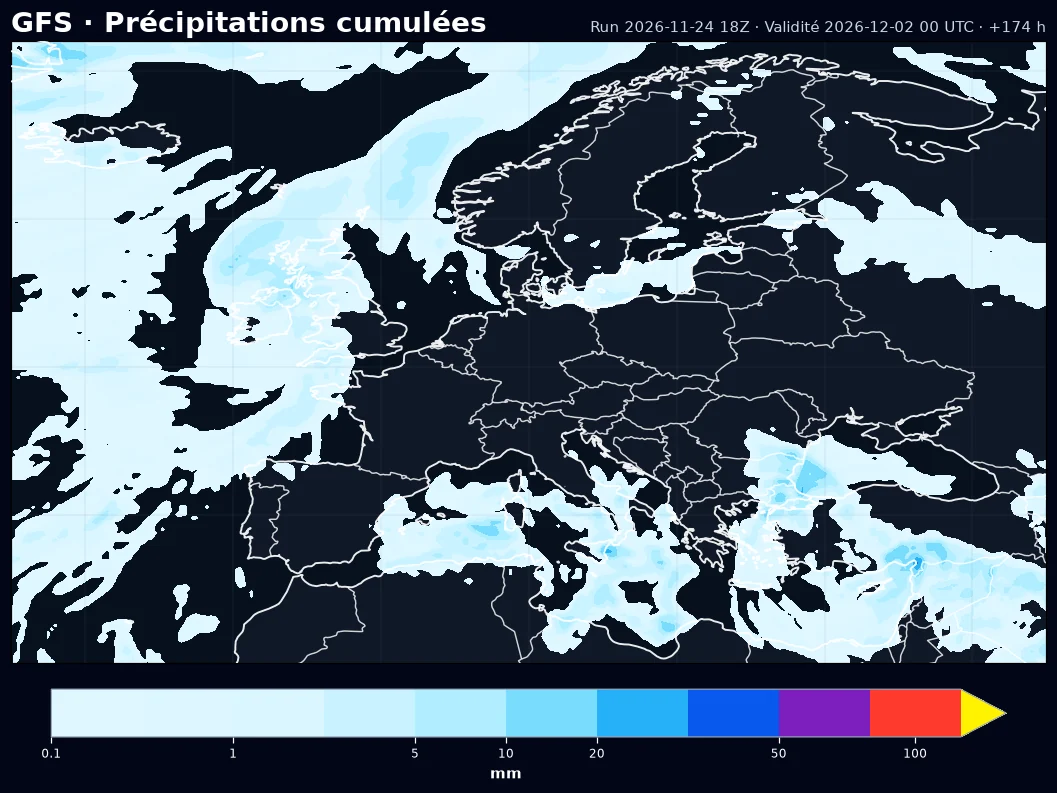 GFS · Précipitations cumulées
Run 2026-11-24 18Z · Validité 2026-12-02 00 UTC · +174 h
0.1 1 5 10 20 50 100
mm